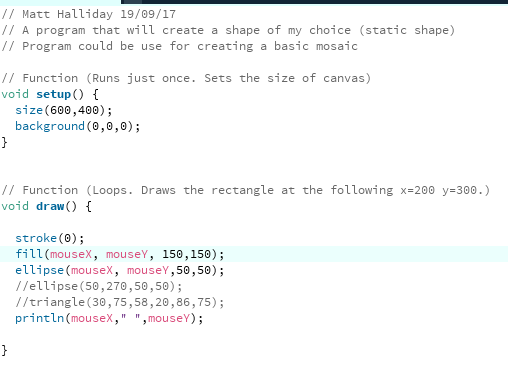 // Matt Halliday 19/09/17
// A program that will create a shape of my choice (static shape)
// Program could be use for creating a basic mosaic
// Function (Runs just once. Sets the size of canvas)
void setup() {
size(600,400);
background(0,0,0);
}
// Function (Loops. Draws the rectangle at the following x=200 y=300.)
void draw() {
stroke(0);
fill(mouseX, mouseY, 150,150);
ellipse(mouseX, mouseY,50,50);
//ellipse(50,270,50,50);
//triangle(30,75,58,20,86,75);
println(mouseX," ",mouseY);
}